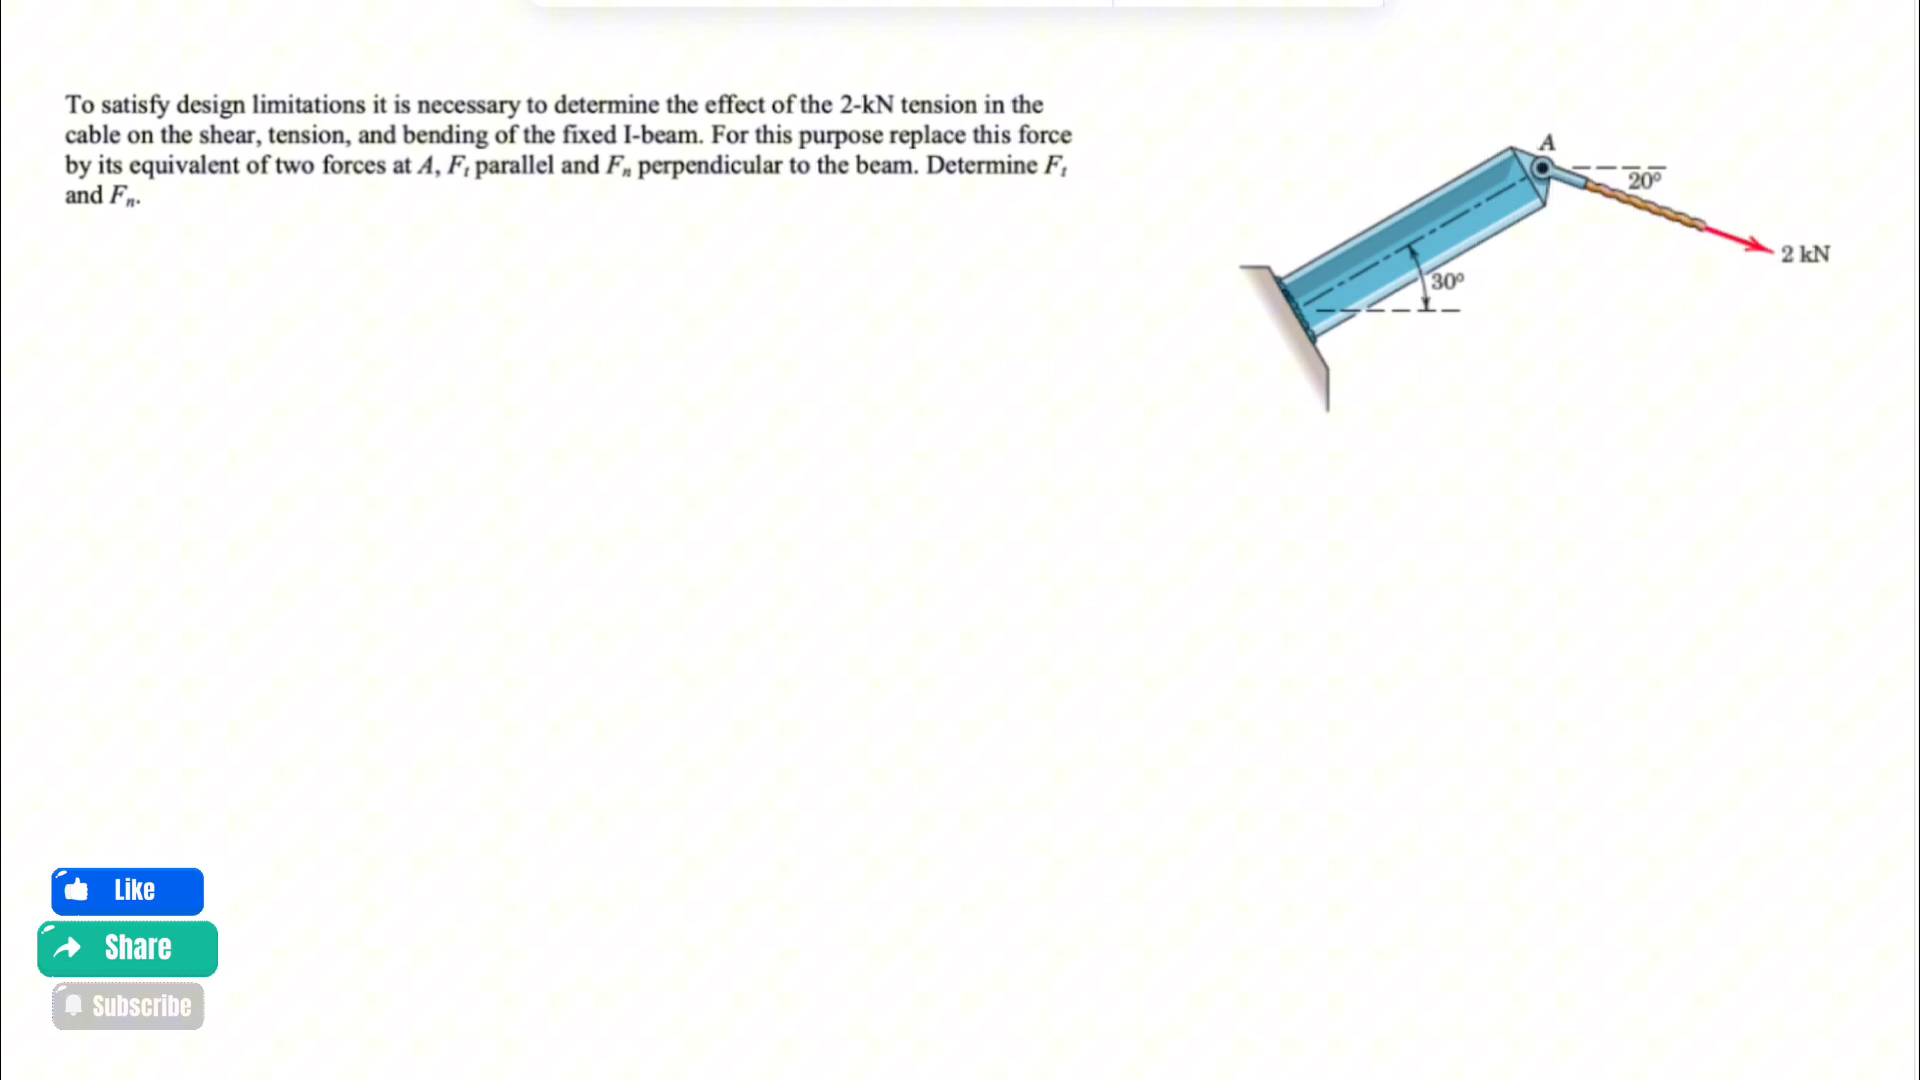 To satisfy design limitations it is necessary to determine the effect of the 2-kN tension in the
cable on the shear, tension, and bending of the fixed I-beam. For this purpose replace this force
by its equivalent of two forces at A, Fₜ parallel and Fₙ perpendicular to the beam. Determine Fₜ
and Fₙ.
A
20°
2 kN
30°
Like
Share
Subscribe